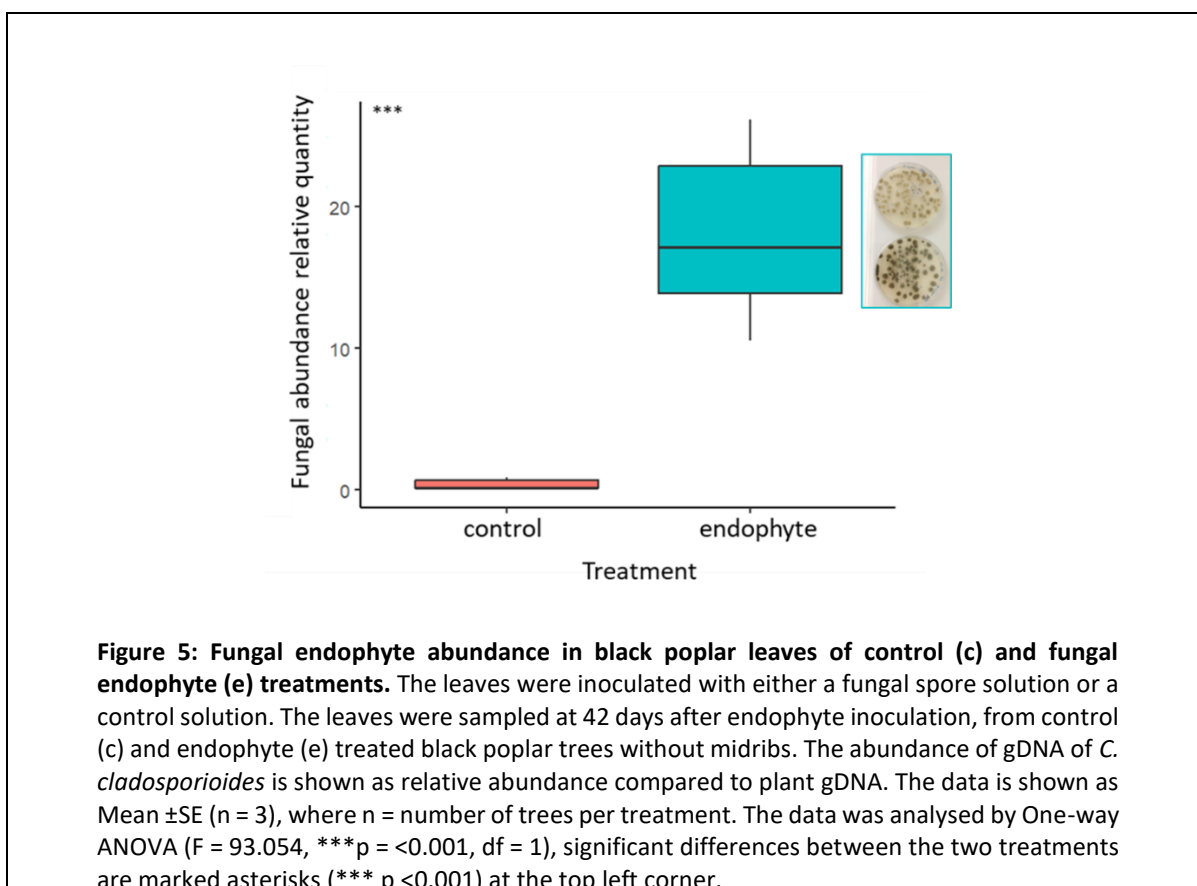 ***
Fungal abundance relative quantity
20
10
0
control endophyte
Treatment
Figure 5: Fungal endophyte abundance in black poplar leaves of control (c) and fungal
endophyte (e) treatments. The leaves were inoculated with either a fungal spore solution or a
control solution. The leaves were sampled at 42 days after endophyte inoculation, from control
(c) and endophyte (e) treated black poplar trees without midribs. The abundance of gDNA of C.
cladosporioides is shown as relative abundance compared to plant gDNA. The data is shown as
Mean ±SE (n = 3), where n = number of trees per treatment. The data was analysed by One-way
ANOVA (F = 93.054, ***p = <0.001, df = 1), significant differences between the two treatments
are marked asterisks (*** p <0.001) at the top left corner.